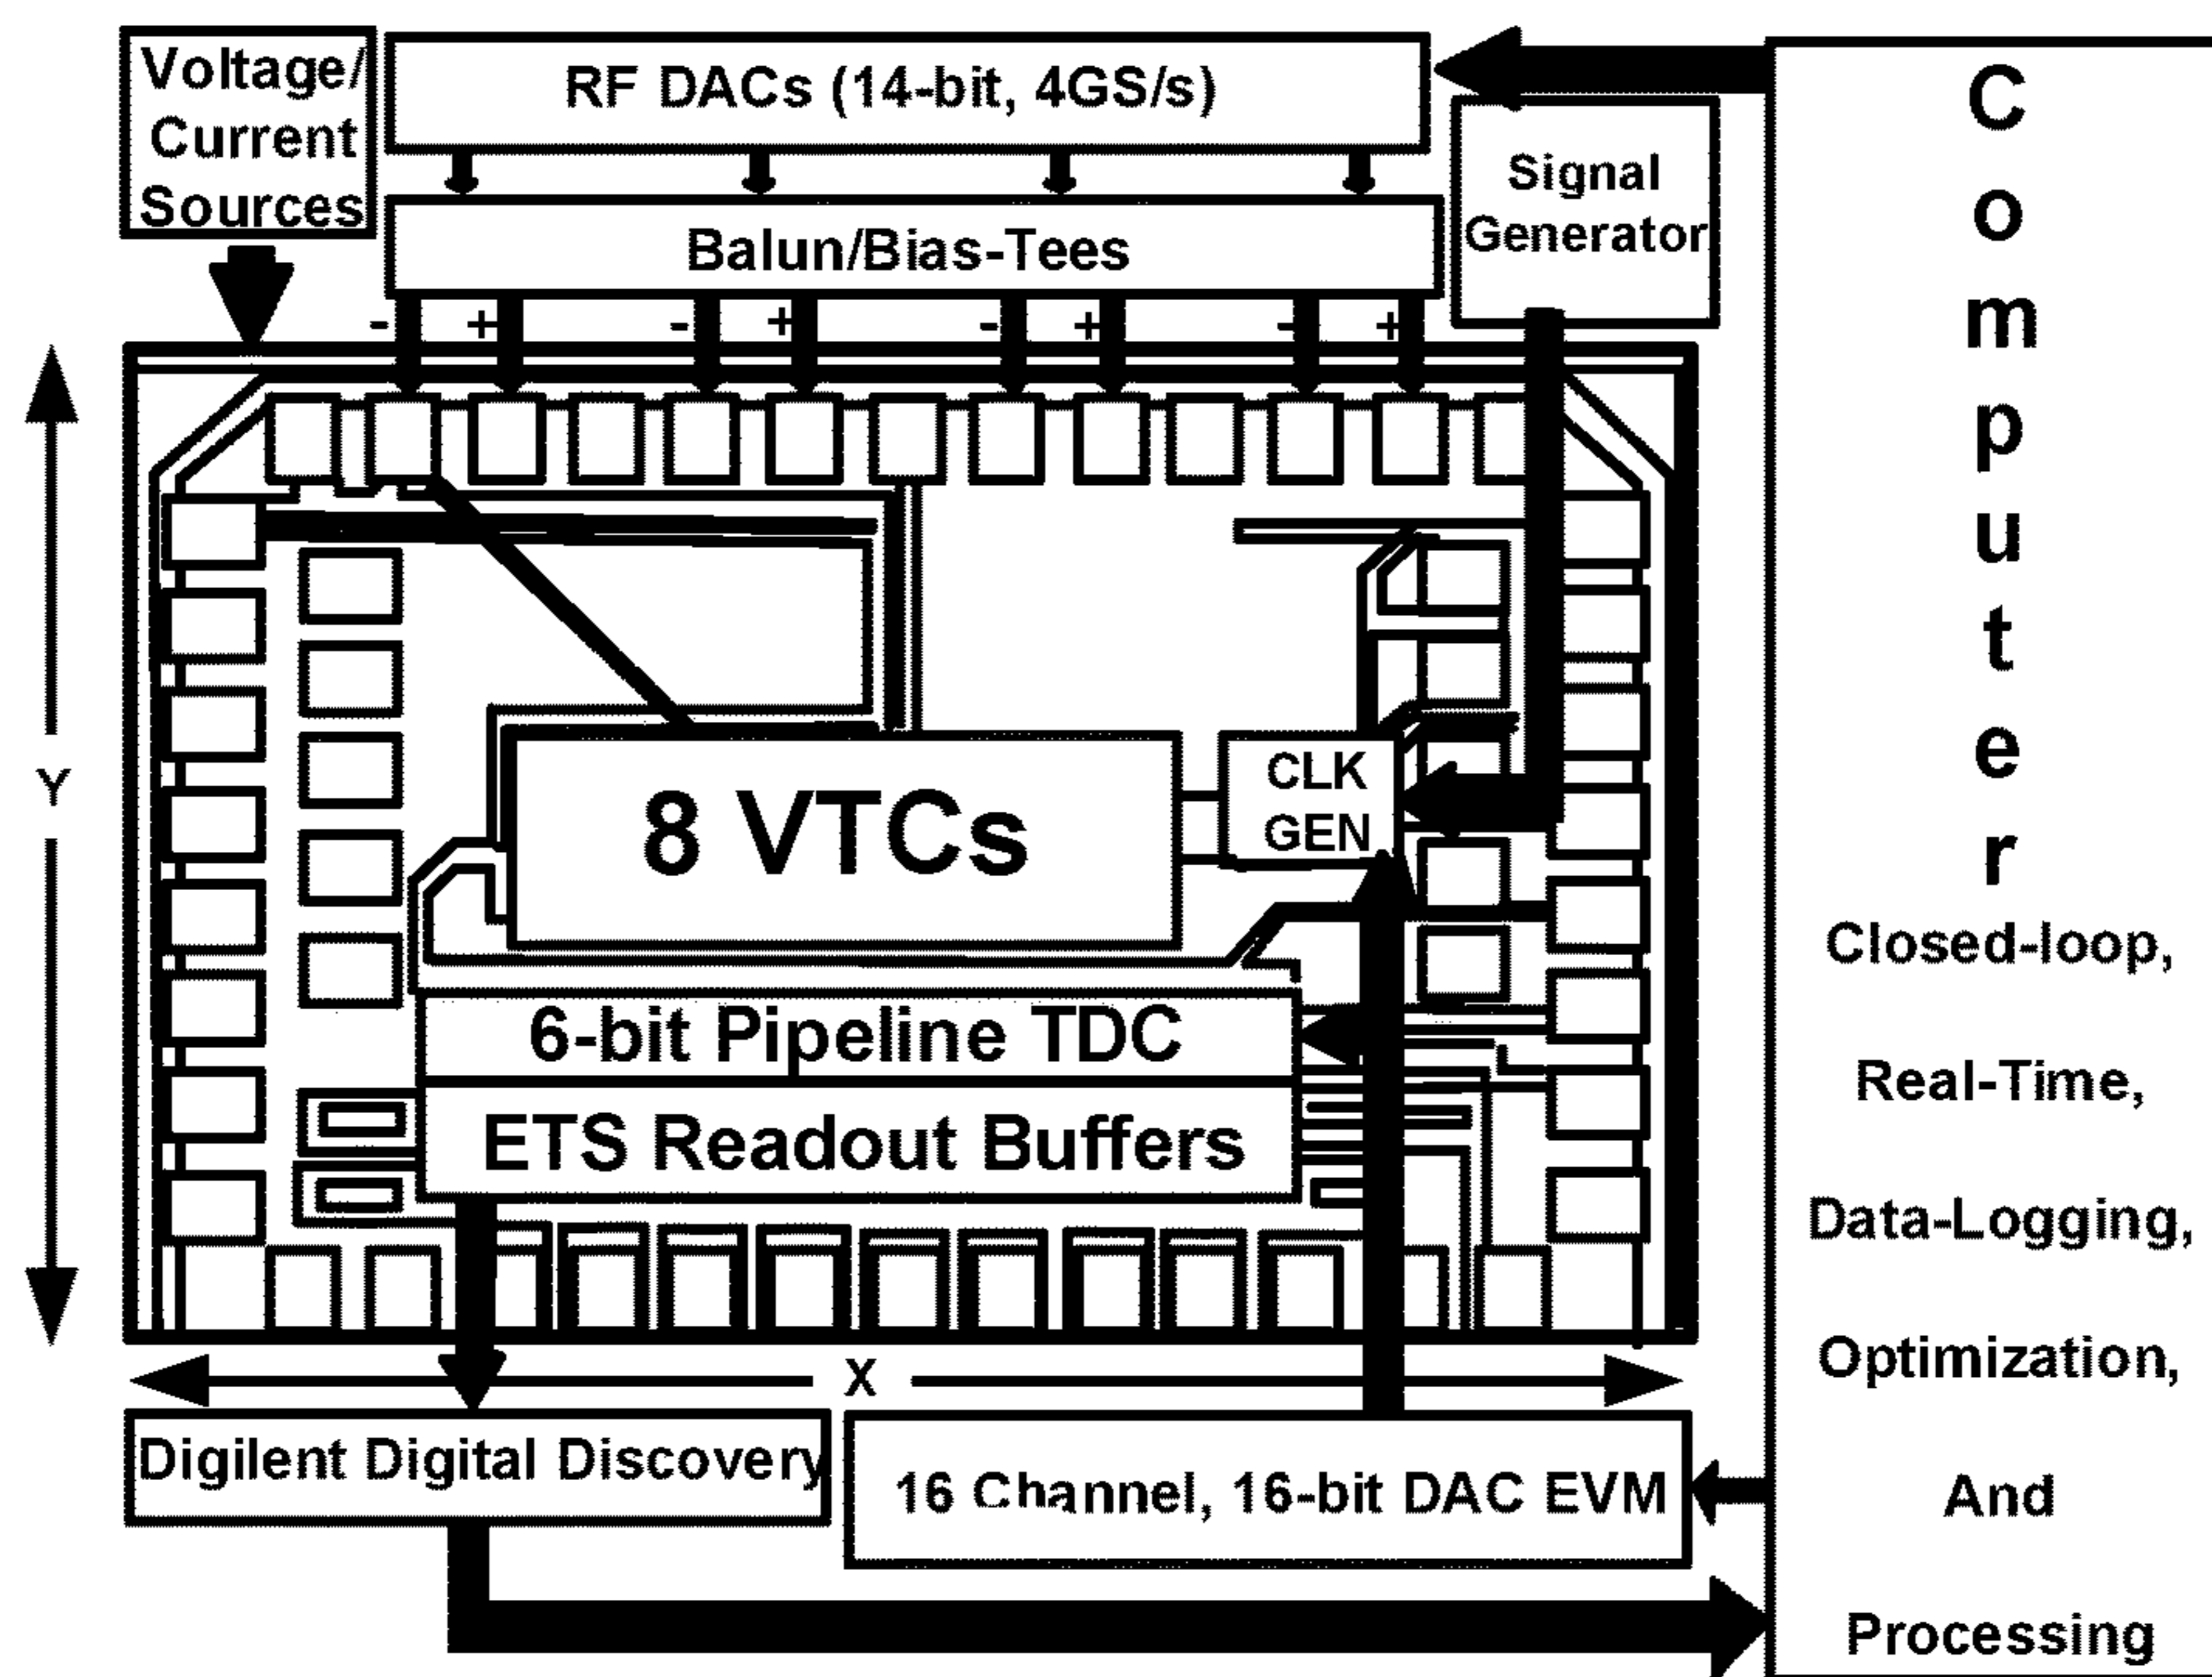 Voltage/
Current
Sources
RF DACs (14-bit, 4GS/s)
Balun/Bias-Tees
Signal
Generator
- + - + - + - +
Y
8 VTCs
CLK
GEN
6-bit Pipeline TDC
ETS Readout Buffers
X
Digilent Digital Discovery
16 Channel, 16-bit DAC EVM
C
o
m
p
u
t
e
r
Closed-loop,
Real-Time,
Data-Logging,
Optimization,
And
Processing